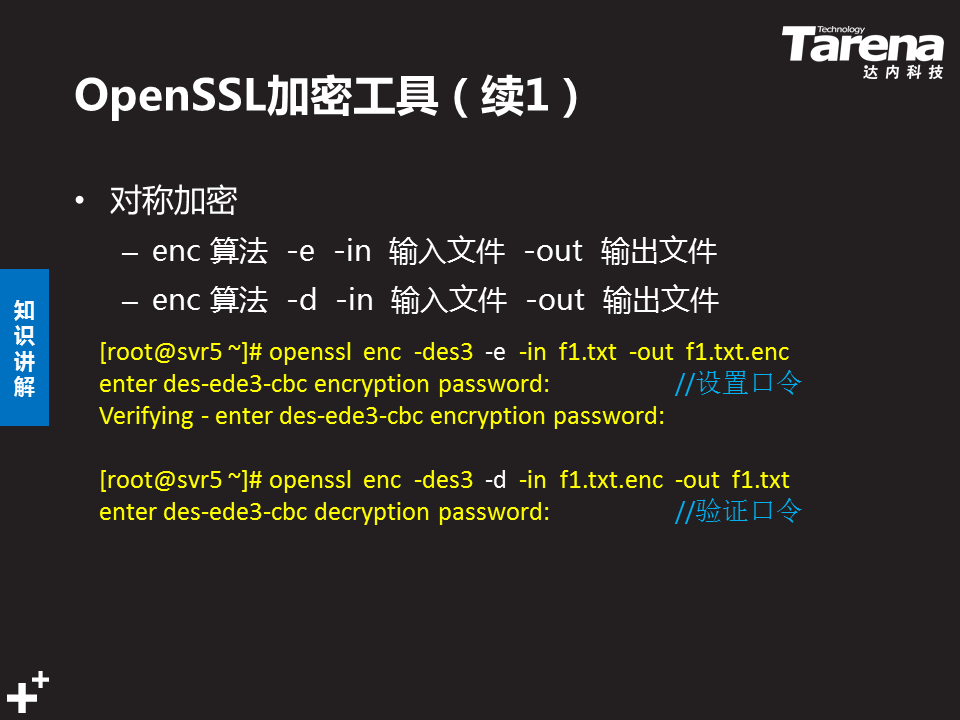 Technology
Tarena
达内科技
OpenSSL加密工具（续1）
• 对称加密
– enc 算法 -e -in 输入文件 -out 输出文件
– enc 算法 -d -in 输入文件 -out 输出文件
知识讲解
[root@svr5 ~]# openssl enc -des3 -e -in f1.txt -out f1.txt.enc
enter des-ede3-cbc encryption password: //设置口令
Verifying - enter des-ede3-cbc encryption password:
[root@svr5 ~]# openssl enc -des3 -d -in f1.txt.enc -out f1.txt
enter des-ede3-cbc decryption password: //验证口令